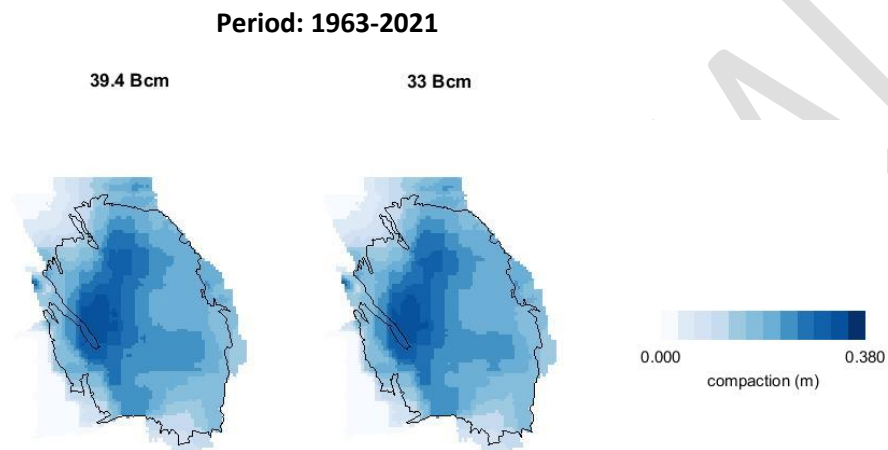 Period: 1963-2021
39.4 Bcm
33 Bcm
0.000
0.380
compaction (m)